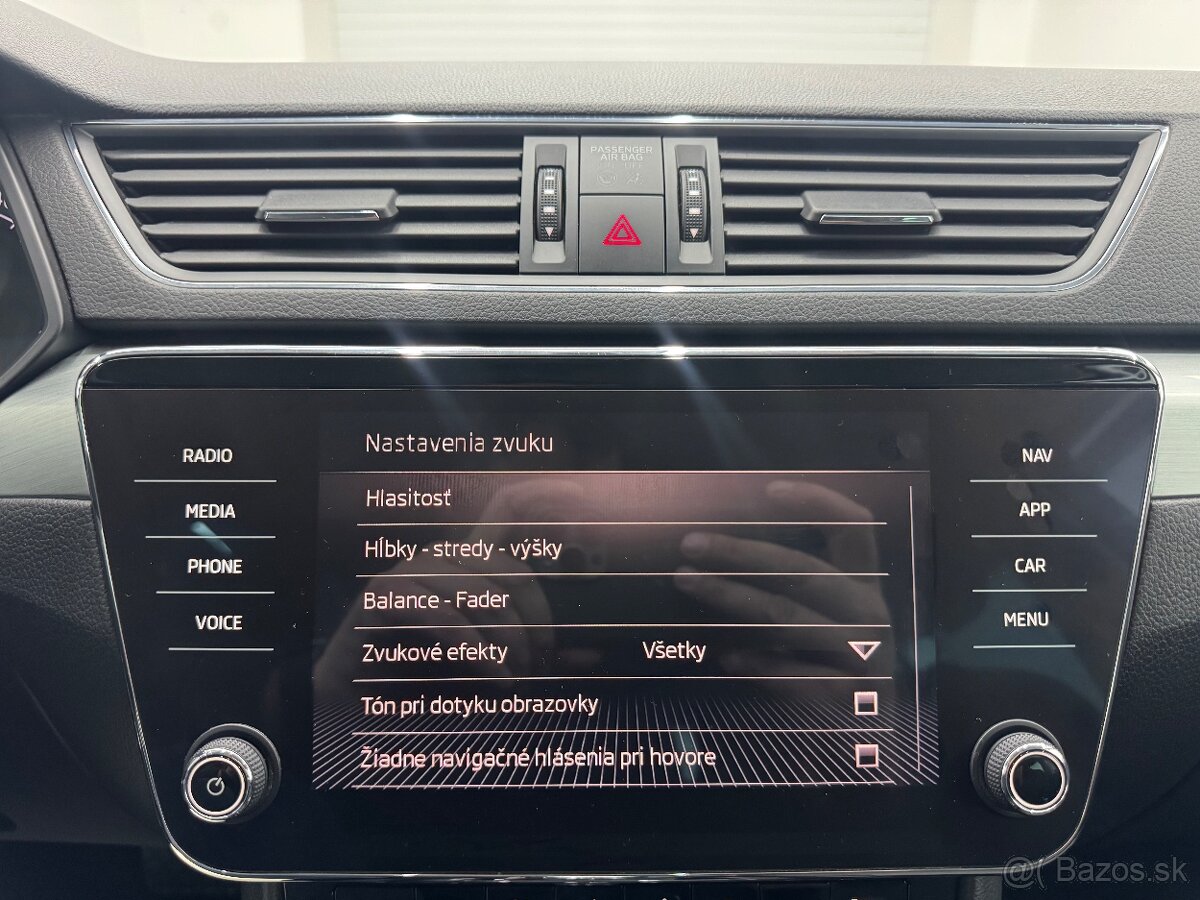 PASSENGER
AIR BAG
RADIO
MEDIA
PHONE
VOICE
Nastavenia zvuku
Hlasitosť
Hĺbky - stredy - výšky
Balance - Fader
Zvukové efekty Všetky
Tón pri dotyku obrazovky
Žiadne navigačné hlásenia pri hovore
NAV
APP
CAR
MENU
@( Bazos.sk